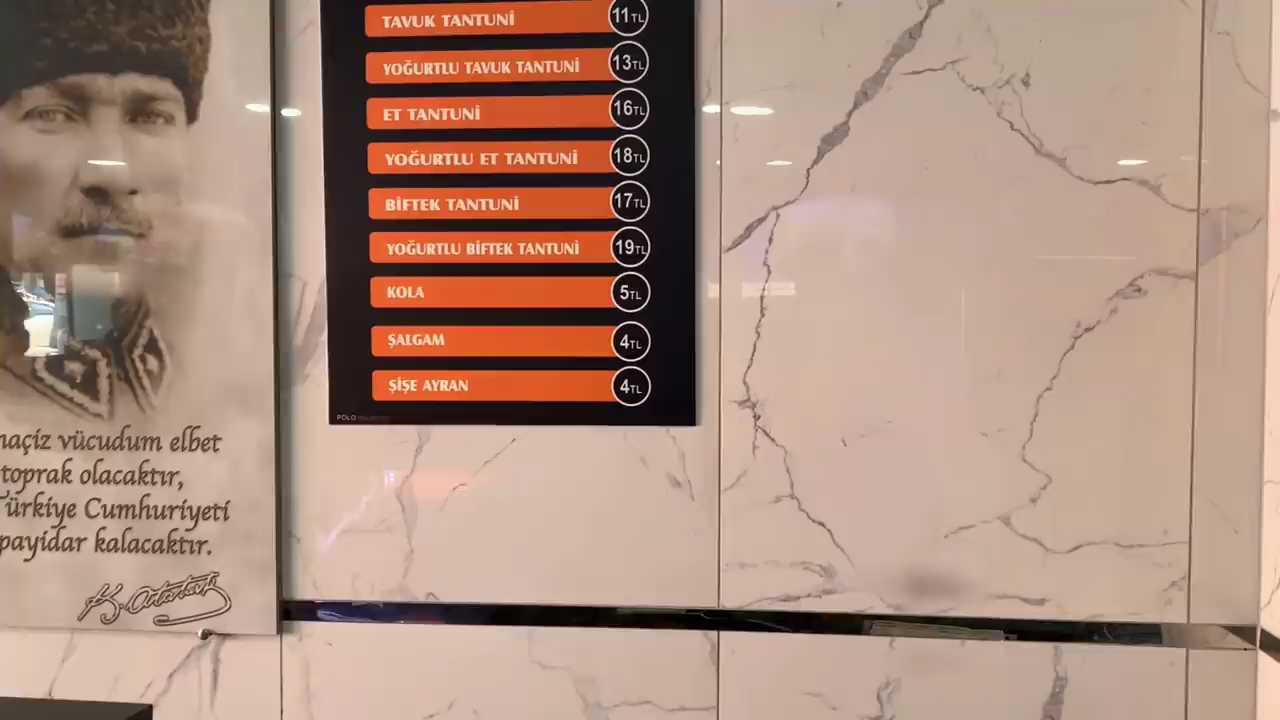 TAVUK TANTUNİ 11TL
YOĞURTLU TAVUK TANTUNİ 13TL
ET TANTUNİ 16TL
YOĞURTLU ET TANTUNİ 18TL
BİFTEK TANTUNİ 17TL
YOĞURTLU BİFTEK TANTUNİ 19TL
KOLA 5TL
ŞALGAM 4TL
ŞİŞE AYRAN 4TL
POLO
naçiz vücudum elbet
toprak olacaktır,
Türkiye Cumhuriyeti
payidar kalacaktır.
K. Atatürk